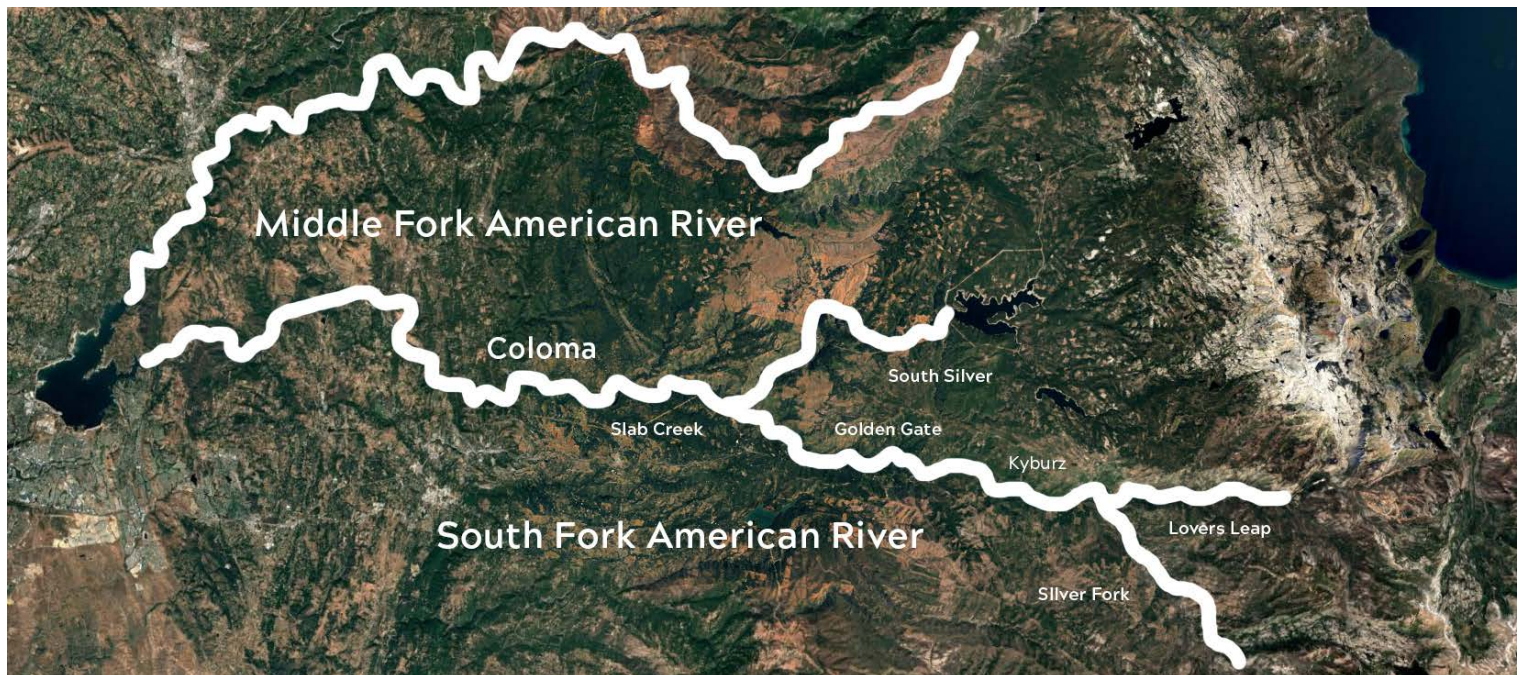 Middle Fork American River
Coloma
South Silver
Slab Creek
Golden Gate
Kyburz
Lovers Leap
South Fork American River
SIlver Fork